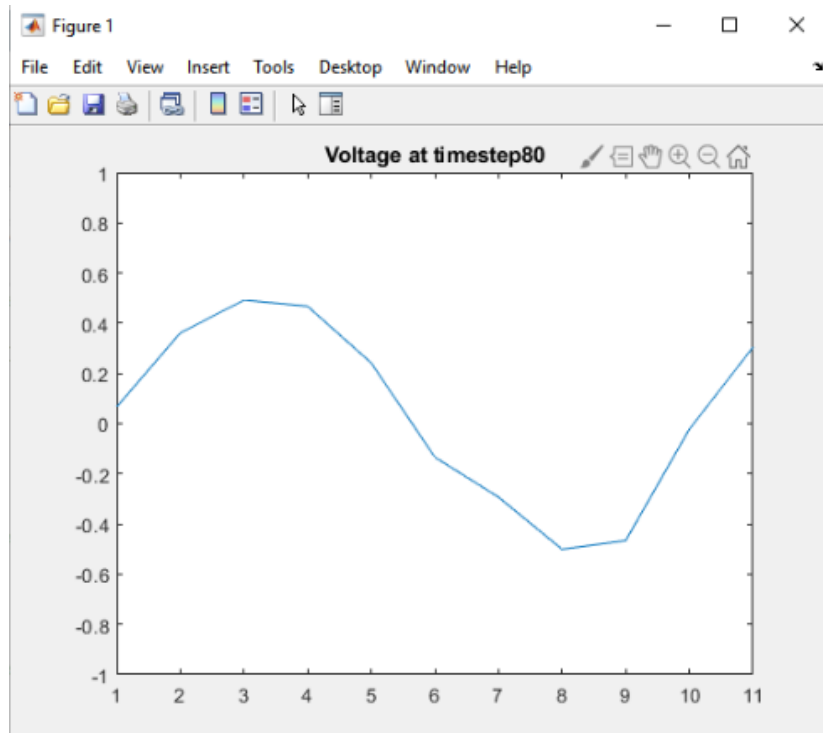 Figure 1
File Edit View Insert Tools Desktop Window Help
Voltage at timestep80
1
0.8
0.6
0.4
0.2
0
-0.2
-0.4
-0.6
-0.8
-1
1 2 3 4 5 6 7 8 9 10 11